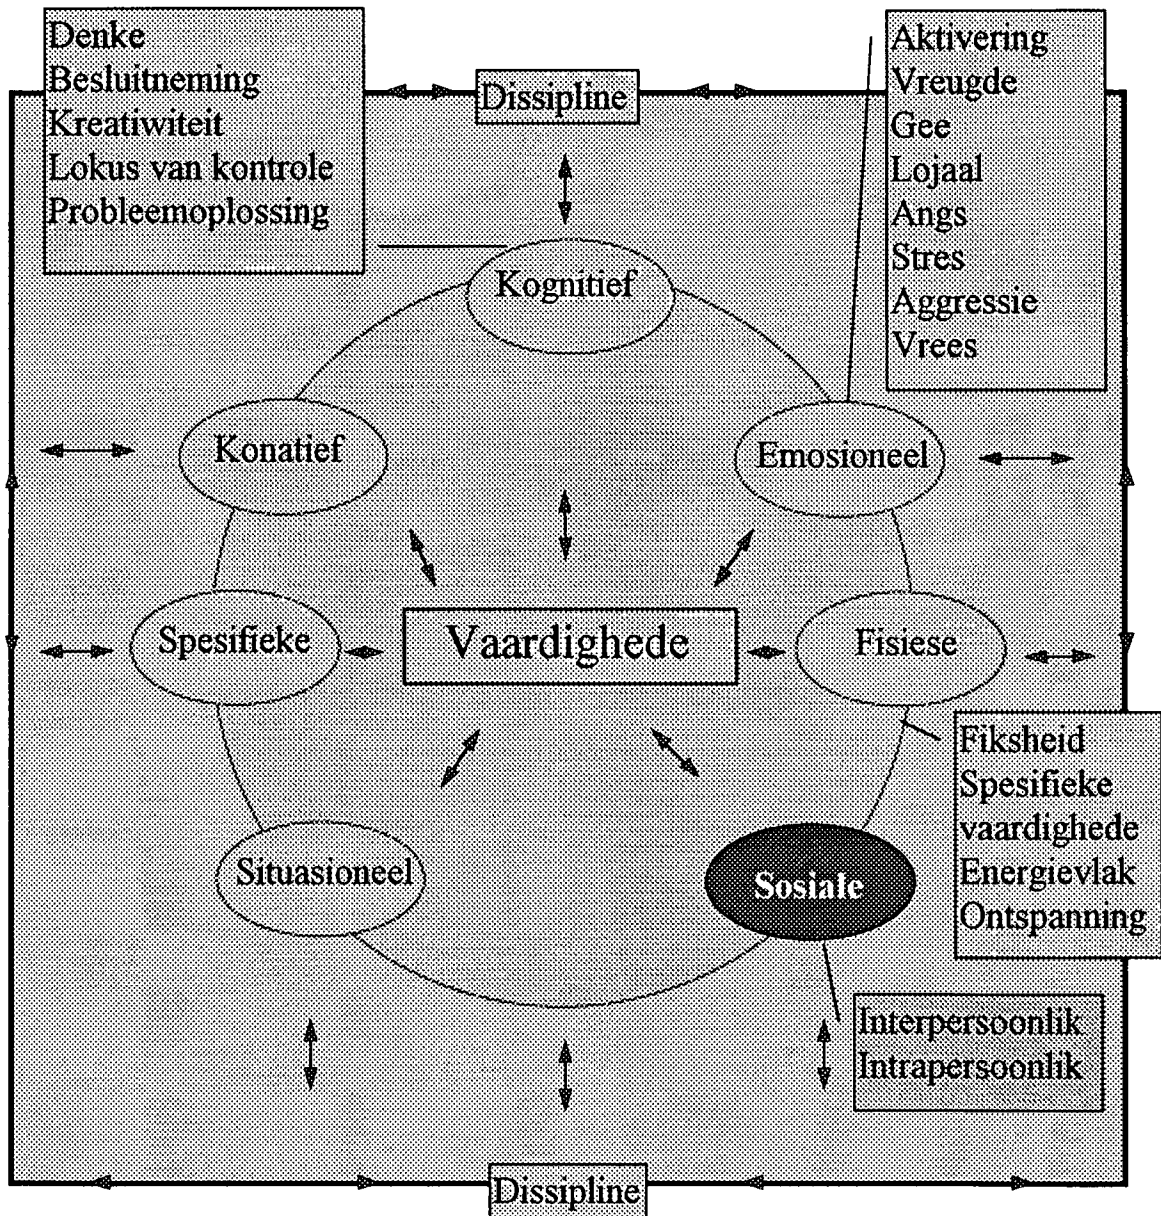 Denke
Besluitneming
Kreatiwiteit
Lokus van kontrole
Probleemoplossing
Dissipline
Aktivering
Vreugde
Gee
Lojaal
Angs
Stres
Aggressie
Vrees
Kognitief
Konatief
Emosioneel
Spesifieke
Vaardighede
Fisiese
Fiksheid
Spesifieke
vaardighede
Energievlak
Ontspanning
Situasioneel
Sosiale
Interpersoonlik
Intrapersoonlik
Dissipline